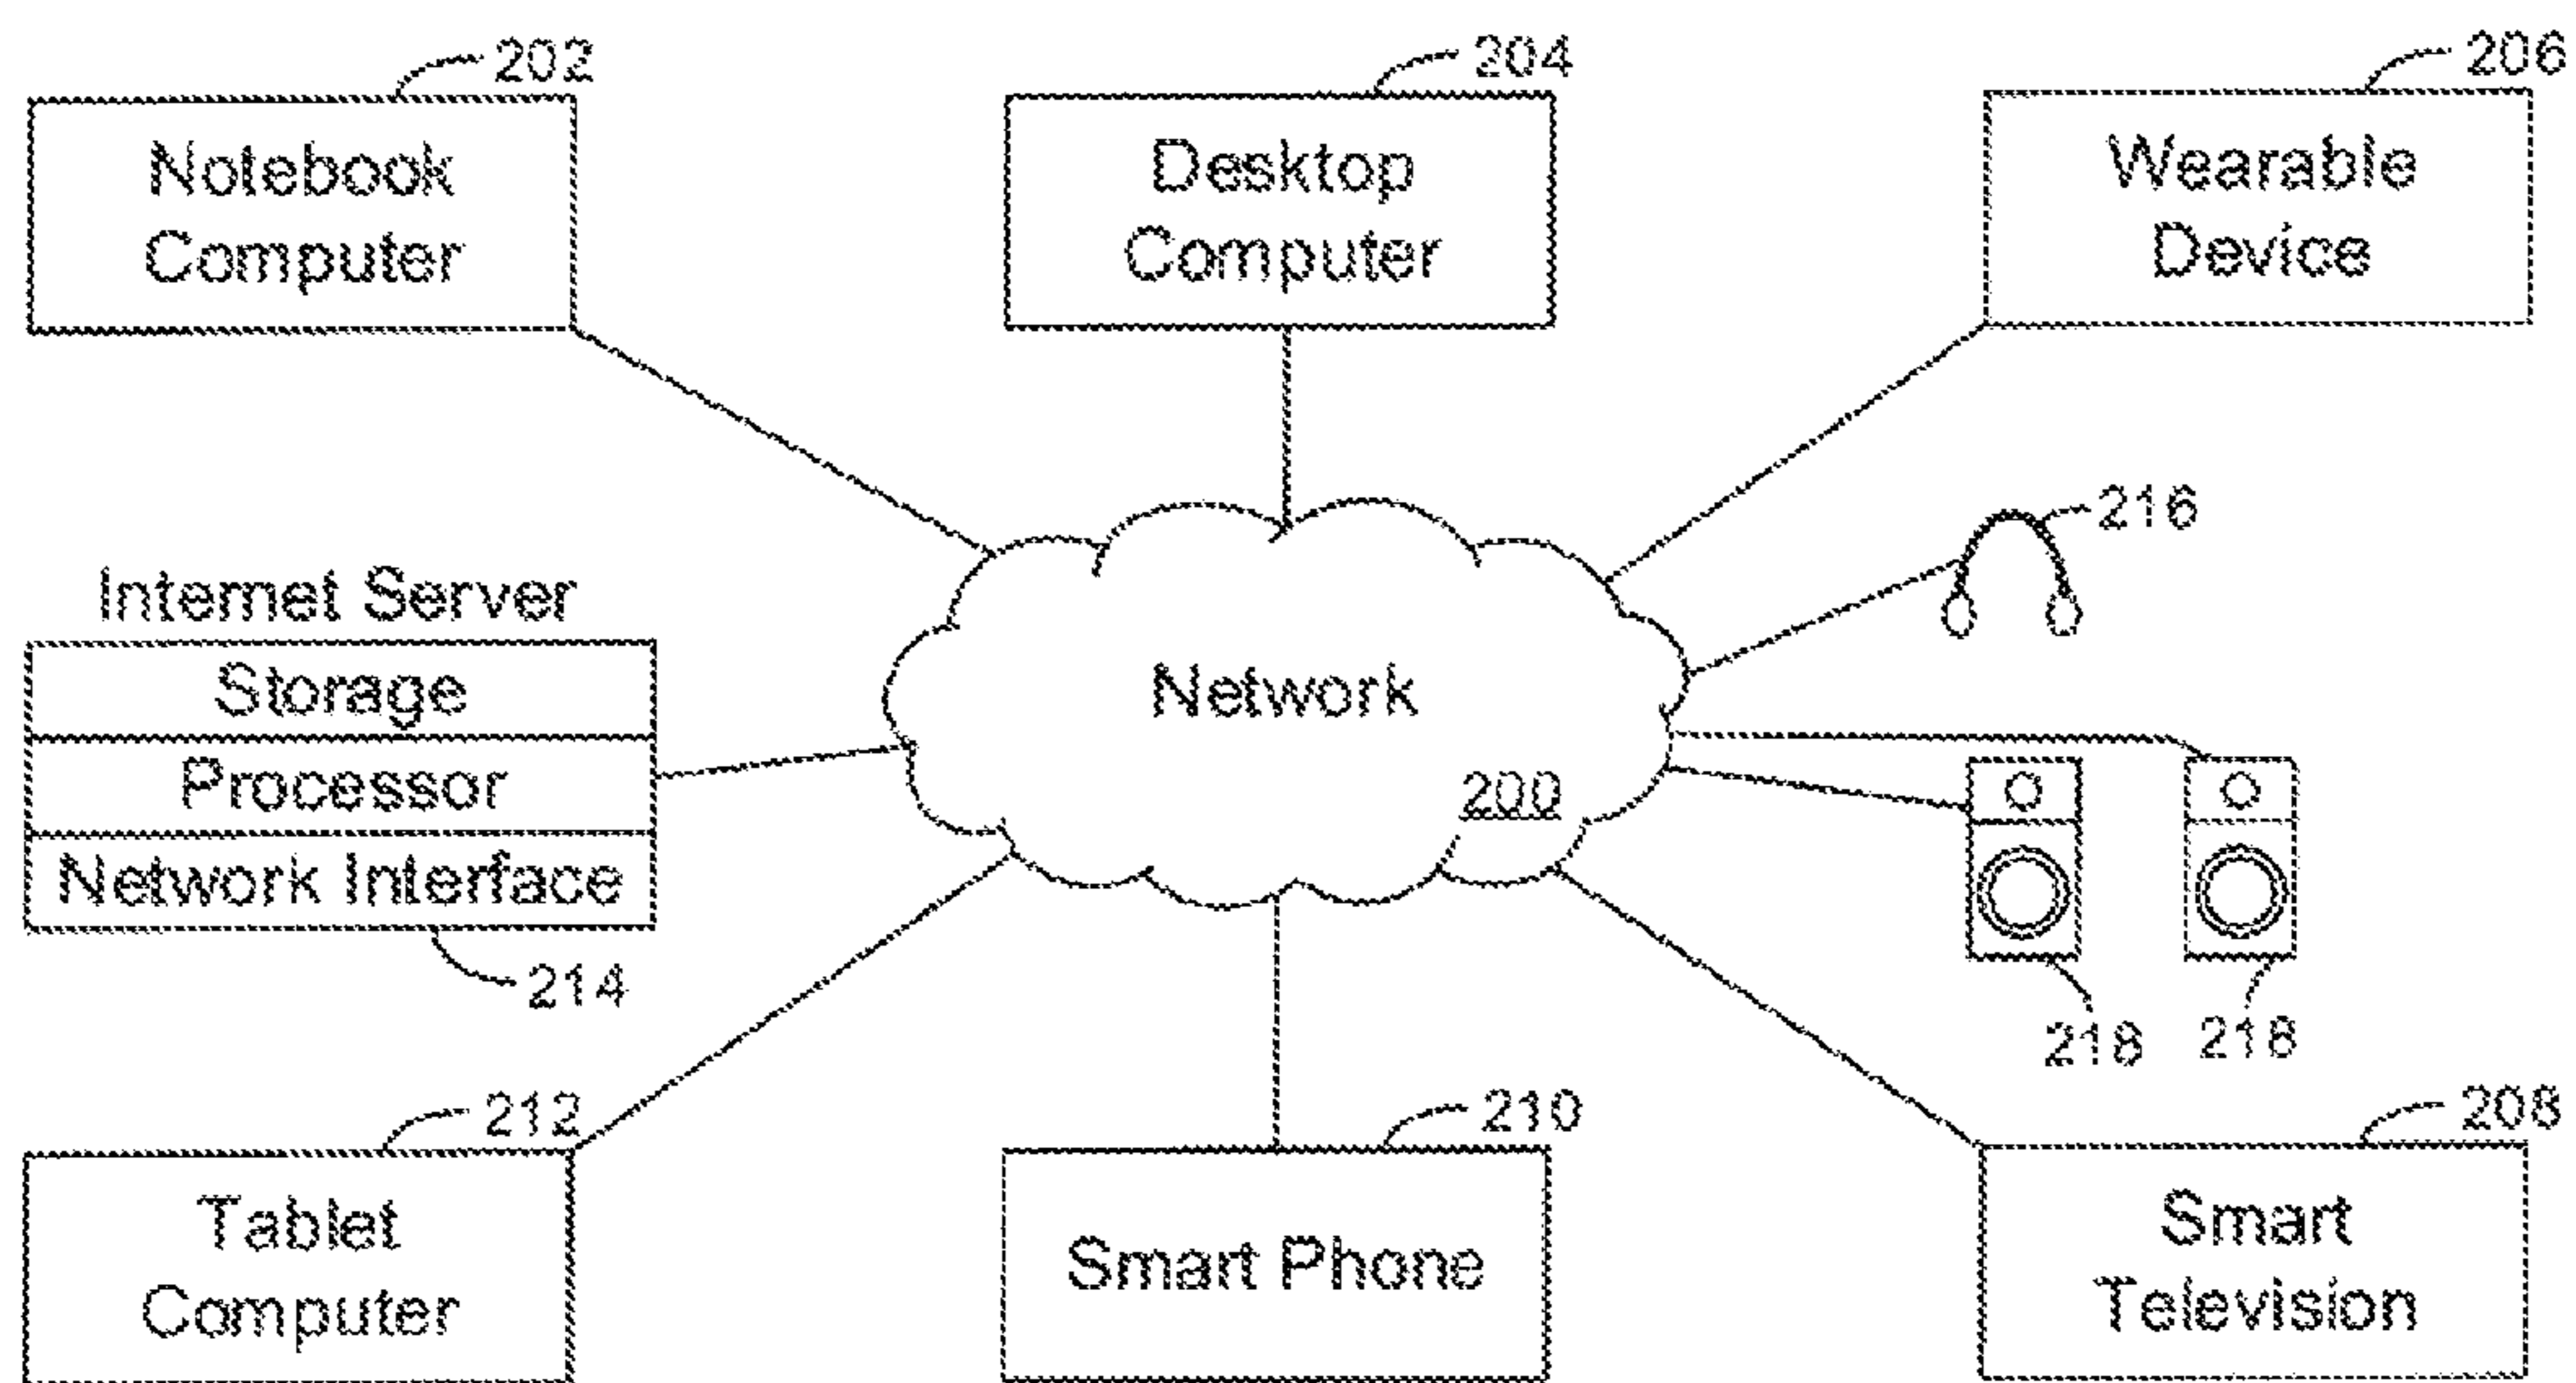 202
Notebook
Computer
204
Desktop
Computer
206
Wearable
Device
216
Internet Server
Storage
Processor
Network Interface
214
Network
200
218
218
212
Tablet
Computer
210
Smart Phone
208
Smart
Television